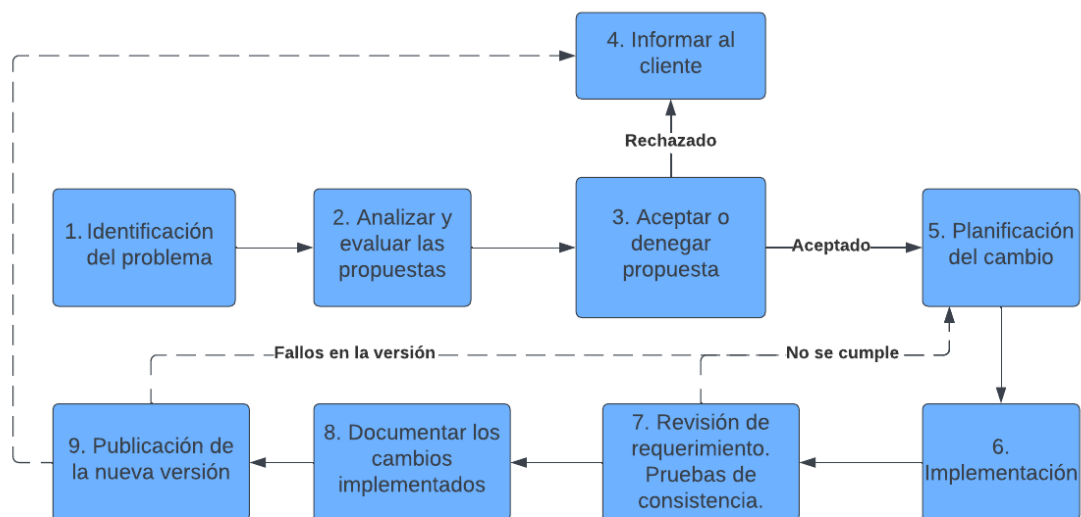 4. Informar al
cliente
Rechazado
1. Identificación
del problema
2. Analizar y
evaluar las
propuestas
3. Aceptar o
denegar
propuesta
Aceptado
5. Planificación
del cambio
Fallos en la versión
No se cumple
9. Publicación de
la nueva versión
8. Documentar los
cambios
implementados
7. Revisión de
requerimiento.
Pruebas de
consistencia.
6.
Implementación